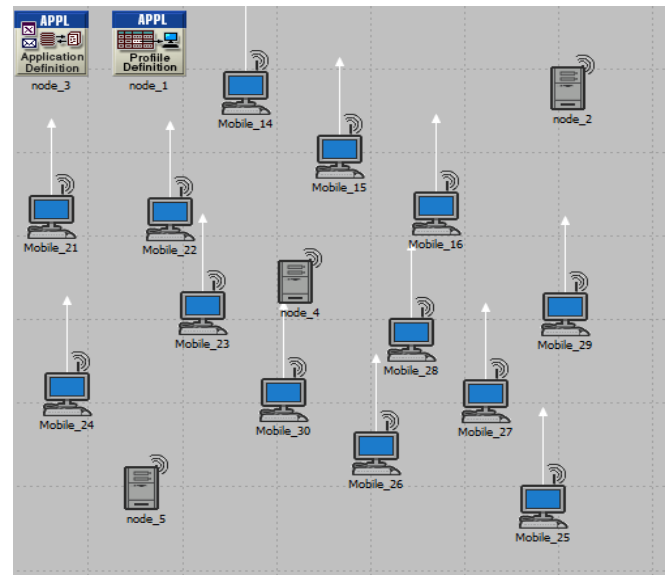 APPL
Application
Definition
node_3
APPL
Profile
Definition
node_1
Mobile_14
node_2
Mobile_15
Mobile_16
Mobile_21
Mobile_22
node_4
Mobile_23
Mobile_28
Mobile_29
Mobile_24
Mobile_30
Mobile_27
Mobile_26
node_5
Mobile_25